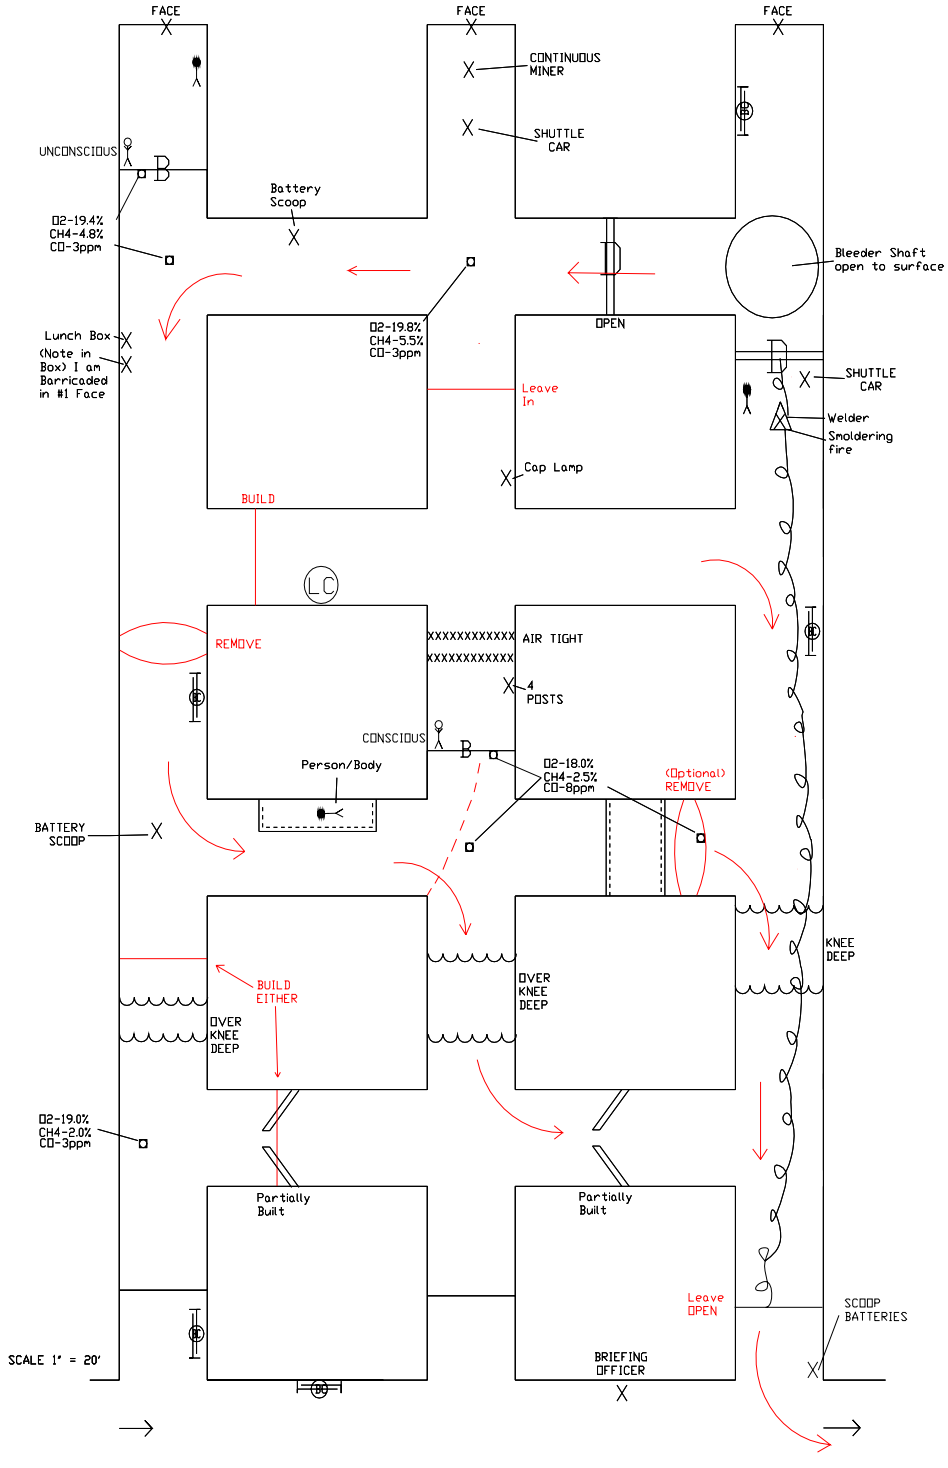 FACE
FACE
FACE
CONTINUOUS
MINER
DC
SHUTTLE
CAR
UNCONSCIOUS
B
Battery
Scoop
O2-19.4%
CH4-4.8%
CO-3ppm
D
Bleeder Shaft
open to surface
OPEN
O2-19.8%
CH4-5.5%
CO-3ppm
Lunch Box
(Note in
Box) I am
Barricaded
in #1 Face
D
SHUTTLE
CAR
Leave
In
Welder
Smoldering
fire
Cap Lamp
BUILD
LC
REMOVE
XXXXXXXXXXXX
AIR TIGHT
XXXXXXXXXXXX
4
POSTS
CONSCIOUS
B
Person/Body
O2-18.0%
CH4-2.5%
CO-8ppm
(Optional)
REMOVE
BATTERY
SCOOP
KNEE
DEEP
OVER
KNEE
DEEP
BUILD
EITHER
OVER
KNEE
DEEP
O2-19.0%
CH4-2.0%
CO-3ppm
Partially
Built
Partially
Built
Leave
OPEN
SCOOP
BATTERIES
SCALE 1" = 20'
BRIEFING
OFFICER